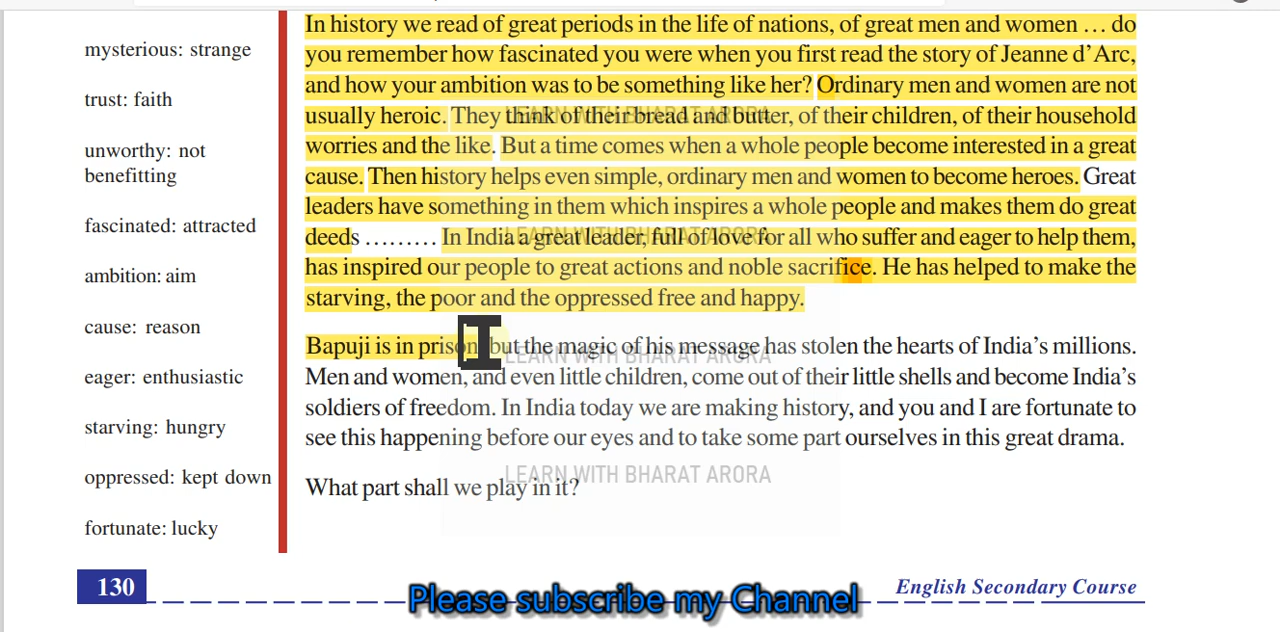 mysterious: strange
trust: faith
unworthy: not
benefitting
fascinated: attracted
ambition: aim
cause: reason
eager: enthusiastic
starving: hungry
oppressed: kept down
fortunate: lucky
In history we read of great periods in the life of nations, of great men and women … do
you remember how fascinated you were when you first read the story of Jeanne d’Arc,
and how your ambition was to be something like her? Ordinary men and women are not
usually heroic. They think of their bread and butter, of their children, of their household
worries and the like. But a time comes when a whole people become interested in a great
cause. Then history helps even simple, ordinary men and women to become heroes. Great
leaders have something in them which inspires a whole people and makes them do great
deeds ……… In India a great leader, full of love for all who suffer and eager to help them,
has inspired our people to great actions and noble sacrifice. He has helped to make the
starving, the poor and the oppressed free and happy.
Bapuji is in prison, but the magic of his message has stolen the hearts of India’s millions.
Men and women, and even little children, come out of their little shells and become India’s
soldiers of freedom. In India today we are making history, and you and I are fortunate to
see this happening before our eyes and to take some part ourselves in this great drama.
What part shall we play in it?
LEARN WITH BHARAT ARORA
LEARN WITH BHARAT ARORA
LEARN WITH BHARAT ARORA
LEARN WITH BHARAT ARORA
130
English Secondary Course
Please subscribe my Channel